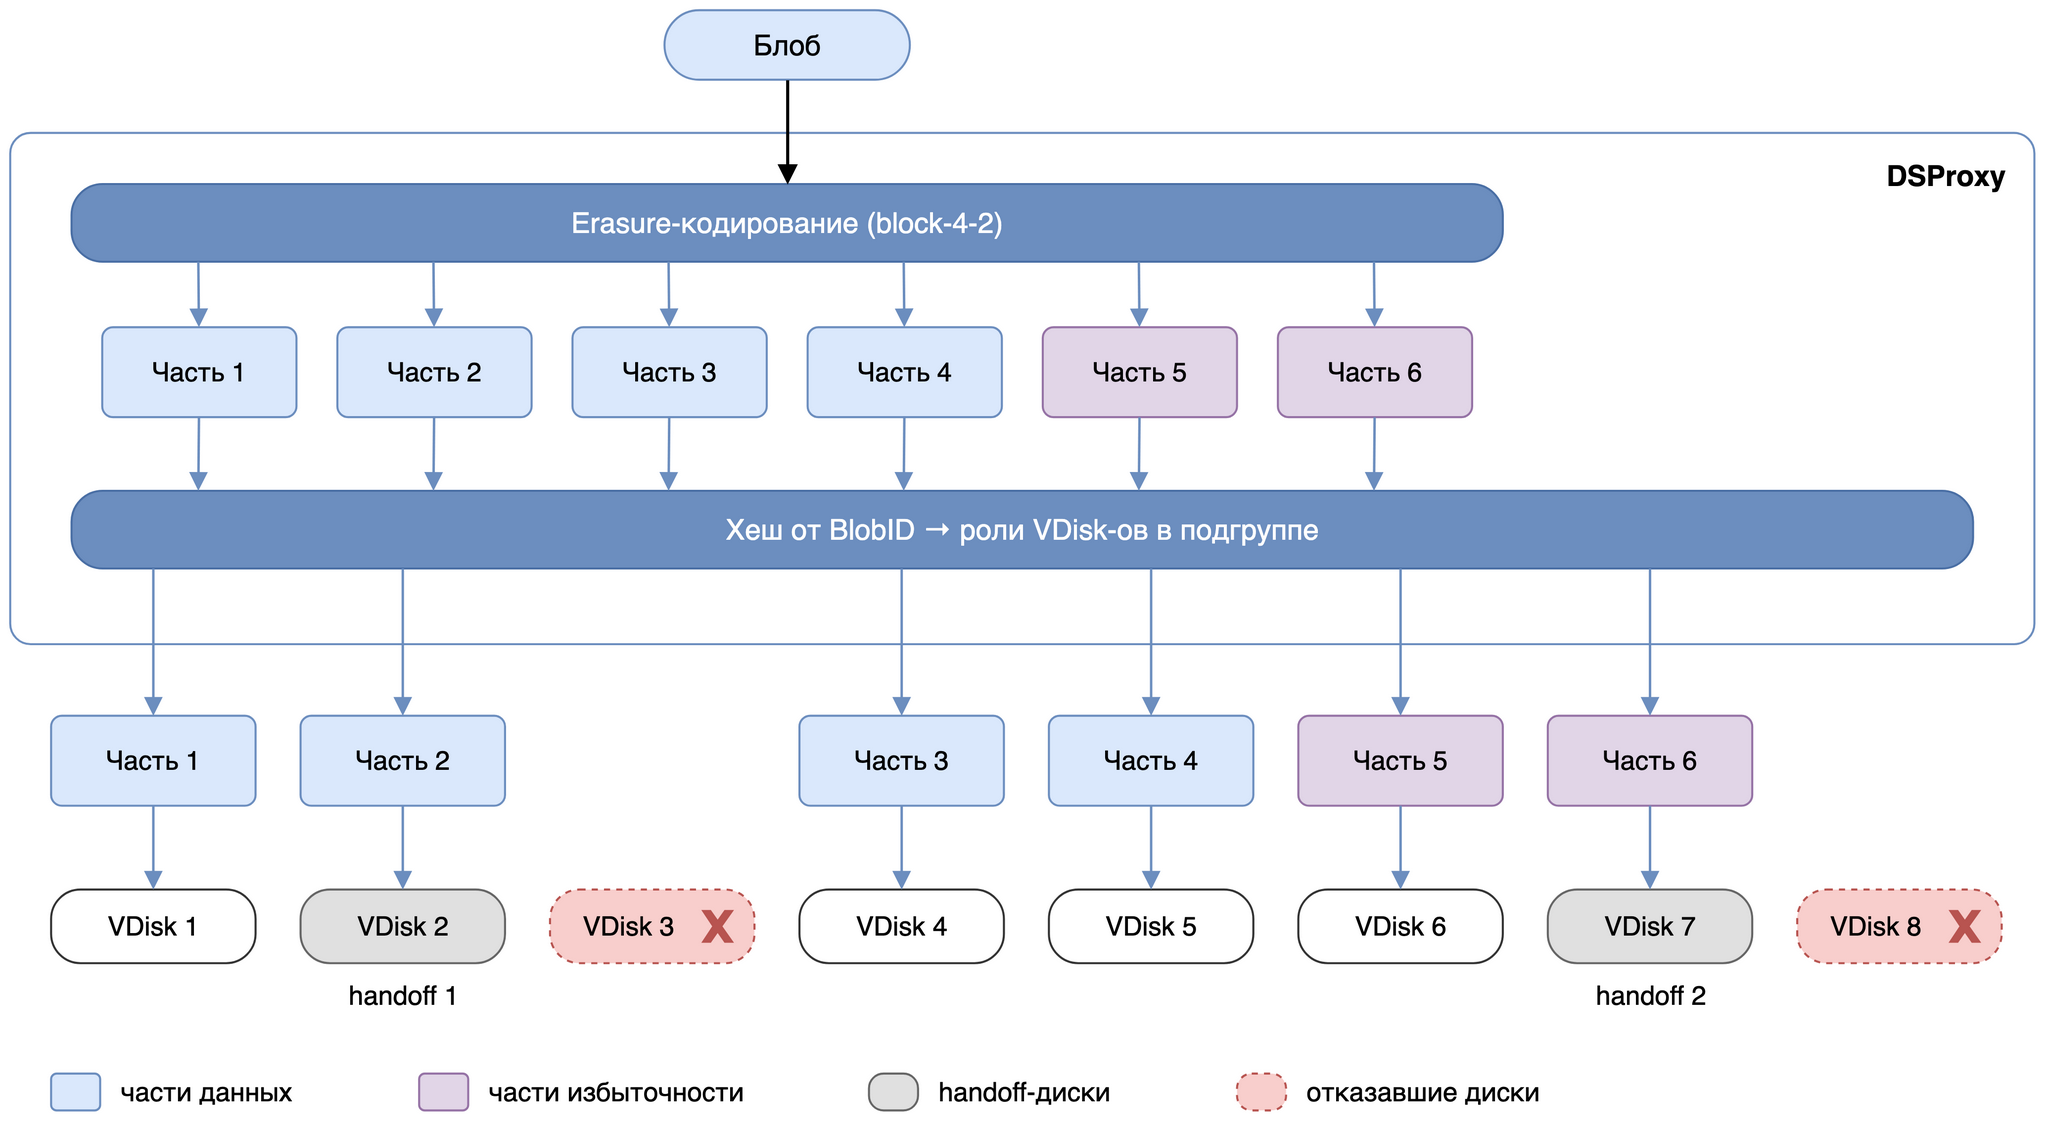 Блоб
DSProxy
Erasure-кодирование (block-4-2)
Часть 1
Часть 2
Часть 3
Часть 4
Часть 5
Часть 6
Хеш от BlobID → роли VDisk-ов в подгруппе
Часть 1
Часть 2
Часть 3
Часть 4
Часть 5
Часть 6
VDisk 1
VDisk 2
VDisk 3 X
VDisk 4
VDisk 5
VDisk 6
VDisk 7
VDisk 8 X
handoff 1
handoff 2
части данных
части избыточности
handoff-диски
отказавшие диски